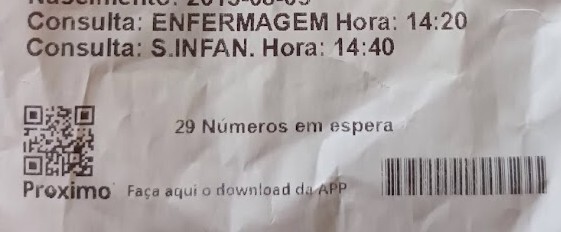 Consulta: ENFERMAGEM Hora: 14:20
Consulta: S.INFAN. Hora: 14:40
29 Números em espera
Proximo Faça aqui o download da APP